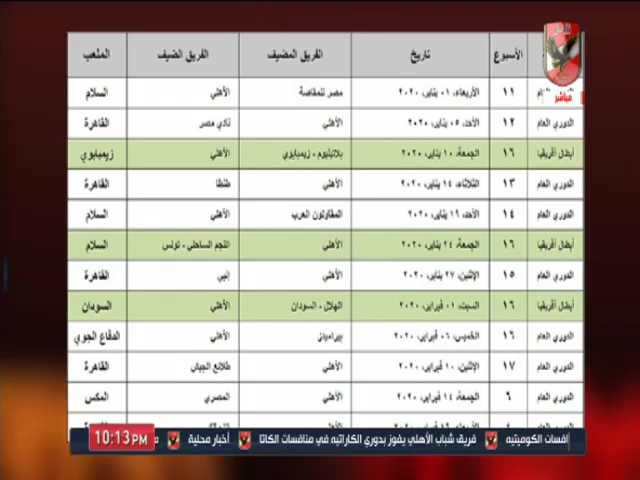 الأسبوع تاريخ الفريق المضيف الفريق الضيف الملعب
١١ الأربعاء، ٠١ يناير، ٢٠٢٠ مصر للمقاصة الأهلي السلام
مباشر
الدوري العام ١٢ الأحد، ٠٥ يناير، ٢٠٢٠ الأهلي نادي مصر القاهرة
أبطال أفريقيا ١٦ الجمعة، ١٠ يناير، ٢٠٢٠ بلاتينيوم - زيمبابوي الأهلي زيمبابوي
الدوري العام ١٣ الثلاثاء، ١٤ يناير، ٢٠٢٠ الأهلي طنطا القاهرة
الدوري العام ١٤ الأحد، ١٩ يناير، ٢٠٢٠ المقاولون العرب الأهلي السلام
أبطال أفريقيا ١٦ الجمعة، ٢٤ يناير، ٢٠٢٠ الأهلي النجم الساحلي - تونس السلام
الدوري العام ١٥ الإثنين، ٢٧ يناير، ٢٠٢٠ الأهلي إنبي القاهرة
أبطال أفريقيا ١٦ السبت، ٠١ فبراير، ٢٠٢٠ الهلال - السودان الأهلي السودان
الدوري العام ١٦ الخميس، ٠٦ فبراير، ٢٠٢٠ بيراميدز الأهلي الدفاع الجوي
الدوري العام ١٧ الإثنين، ١٠ فبراير، ٢٠٢٠ الأهلي طلائع الجيش القاهرة
الدوري العام ٦ الجمعة، ١٤ فبراير، ٢٠٢٠ الأهلي المصري المكس
افسات الكوميتيه فريق شباب الأهلي يفوز بدوري الكاراتيه في منافسات الكاتا أخبار محلية
10:13 PM